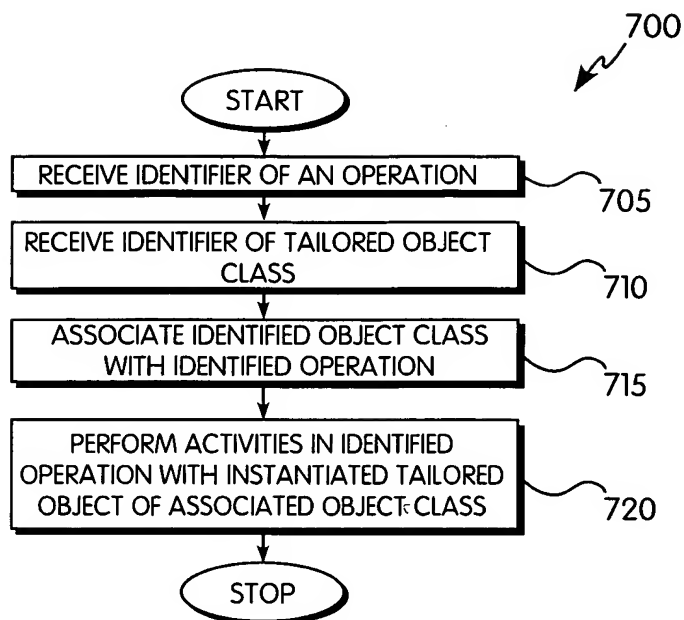 700
START
RECEIVE IDENTIFIER OF AN OPERATION
705
RECEIVE IDENTIFIER OF TAILORED OBJECT
CLASS
710
ASSOCIATE IDENTIFIED OBJECT CLASS
WITH IDENTIFIED OPERATION
715
PERFORM ACTIVITIES IN IDENTIFIED
OPERATION WITH INSTANTIATED TAILORED
OBJECT OF ASSOCIATED OBJECT CLASS
720
STOP